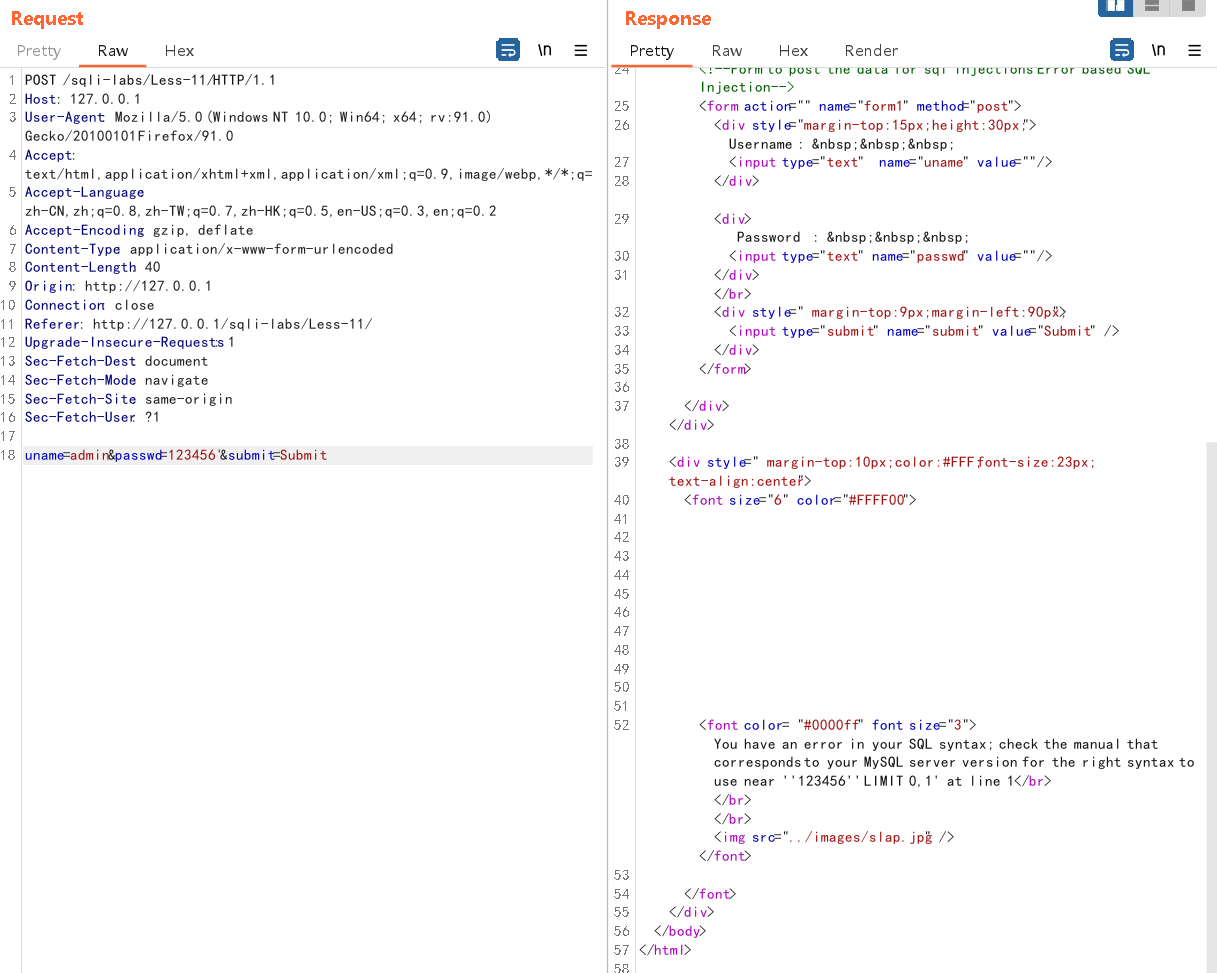 Request
Pretty Raw Hex \n
1 POST /sqli-labs/Less-11/HTTP/1.1
2 Host: 127.0.0.1
3 User-Agent: Mozilla/5.0 (Windows NT 10.0; Win64; x64; rv:91.0)
Gecko/20100101Firefox/91.0
4 Accept:
text/html,application/xhtml+xml,application/xml;q=0.9,image/webp,*/*;q=
5 Accept-Language
zh-CN,zh;q=0.8,zh-TW;q=0.7,zh-HK;q=0.5,en-US;q=0.3,en;q=0.2
6 Accept-Encoding gzip, deflate
7 Content-Type: application/x-www-form-urlencoded
8 Content-Length 40
9 Origin: http://127.0.0.1
10 Connection: close
11 Referer: http://127.0.0.1/sqli-labs/Less-11/
12 Upgrade-Insecure-Requests: 1
13 Sec-Fetch-Dest document
14 Sec-Fetch-Mode navigate
15 Sec-Fetch-Site same-origin
16 Sec-Fetch-User: ?1
17
18 uname=admin&passwd=123456'&submit=Submit
Response
Pretty Raw Hex Render \n
24 <!--Form to post the data for sql injections Error based SQL
Injection-->
25 <form action="" name="form1" method="post">
26 <div style="margin-top:15px;height:30px;">
Username : &nbsp;&nbsp;&nbsp;
27 <input type="text" name="uname" value=""/>
28 </div>
29 <div>
Password : &nbsp;&nbsp;&nbsp;
30 <input type="text" name="passwd" value=""/>
31 </div>
</br>
32 <div style=" margin-top:9px;margin-left:90px;">
33 <input type="submit" name="submit" value="Submit" />
34 </div>
35 </form>
36
37 </div>
</div>
38
39 <div style=" margin-top:10px;color:#FFF;font-size:23px;
text-align:center">
40 <font size="6" color="#FFFF00">
41
42
43
44
45
46
47
48
49
50
51
52 <font color= "#0000ff" font size="3">
You have an error in your SQL syntax; check the manual that
corresponds to your MySQL server version for the right syntax to
use near ''123456'' LIMIT 0,1' at line 1</br>
</br>
</br>
<img src="../images/slap.jpg" />
</font>
53
54 </font>
55 </div>
56 </body>
57 </html>
58